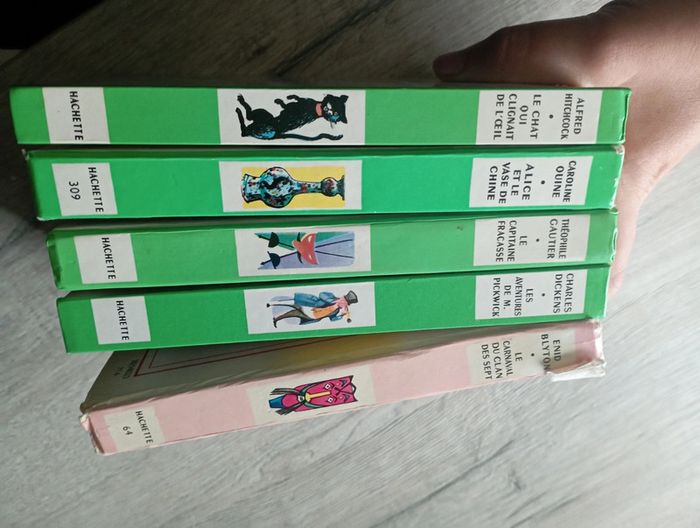 ALFRED
HITCHCOCK
LE CHAT
QUI
CLIGNAIT
DE L'ŒIL
HACHETTE
CAROLINE
QUINE
ALICE
ET LE
VASE DE
CHINE
HACHETTE
309
THÉOPHILE
GAUTIER
LE
CAPITAINE
FRACASSE
HACHETTE
CHARLES
DICKENS
LES
AVENTURES
DE M.
PICKWICK
HACHETTE
ENID
BLYTON
LE
CARNAVAL
DU CLAN
DES SEPT
HACHETTE
64